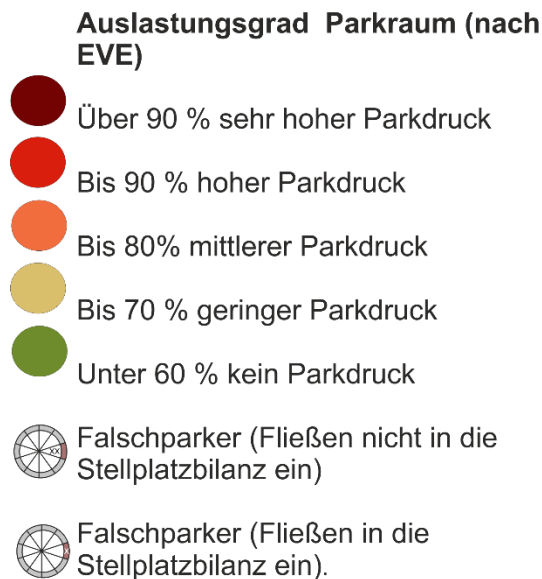 Auslastungsgrad Parkraum (nach
EVE)
Über 90 % sehr hoher Parkdruck
Bis 90 % hoher Parkdruck
Bis 80% mittlerer Parkdruck
Bis 70 % geringer Parkdruck
Unter 60 % kein Parkdruck
xx
Falschparker (Fließen nicht in die
Stellplatzbilanz ein)
x
Falschparker (Fließen in die
Stellplatzbilanz ein).